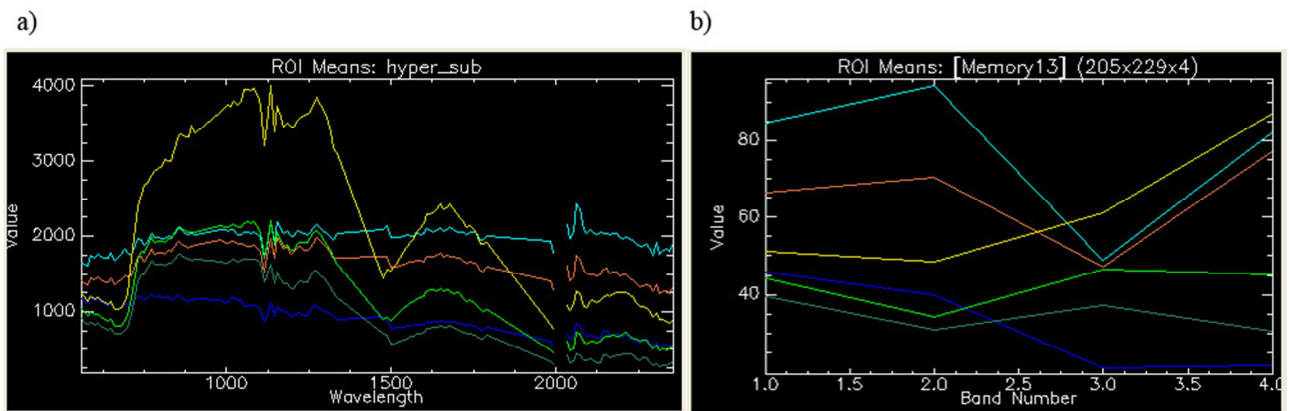 a)
b)
ROI Means: hyper_sub
4000
3000
2000
1000
Value
1000
1500
2000
Wavelength
ROI Means: [Memory13] (205x229x4)
80
60
40
Value
1.0
1.5
2.0
2.5
3.0
3.5
4.0
Band Number